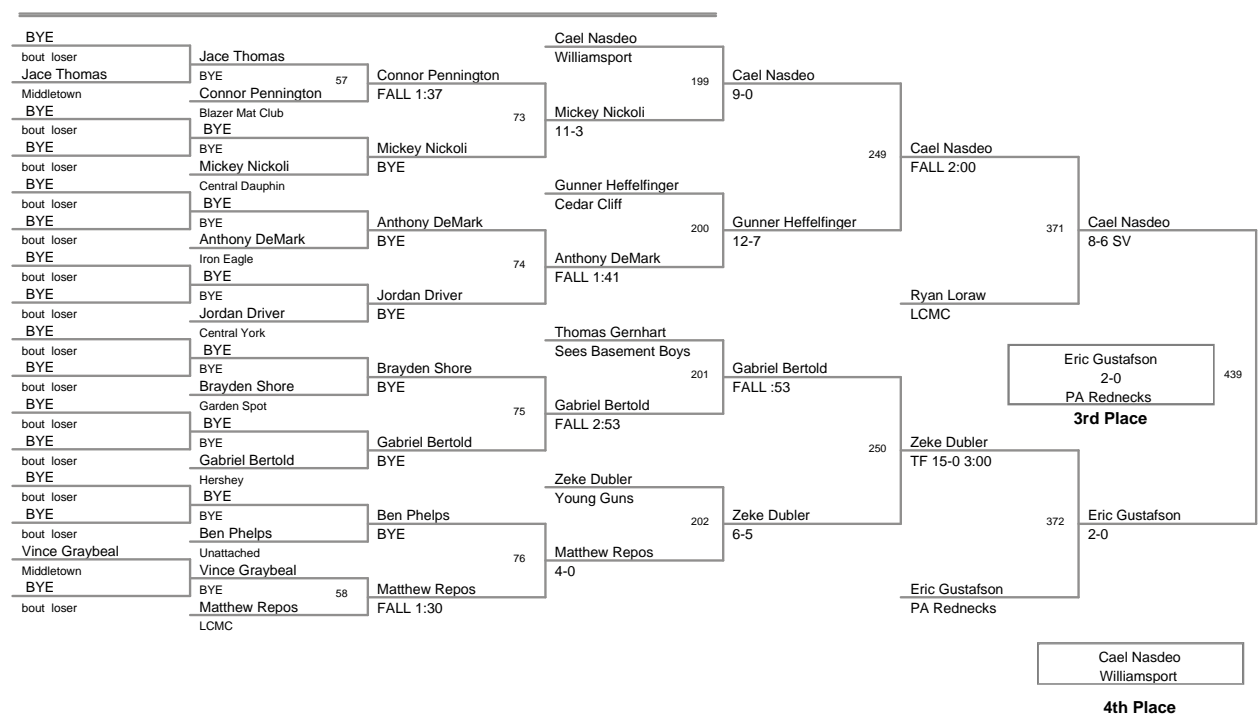 BYE
bout loser
Jace Thomas
Middletown
BYE
bout loser
BYE
bout loser
BYE
bout loser
BYE
bout loser
BYE
bout loser
BYE
bout loser
BYE
bout loser
BYE
bout loser
BYE
bout loser
BYE
bout loser
BYE
bout loser
BYE
bout loser
Vince Graybeal
Middletown
BYE
bout loser
Jace Thomas
BYE
57
Connor Pennington
Blazer Mat Club
BYE
BYE
Mickey Nickoli
Central Dauphin
BYE
BYE
Anthony DeMark
Iron Eagle
BYE
BYE
Jordan Driver
Central York
BYE
BYE
Brayden Shore
Garden Spot
BYE
BYE
Gabriel Bertold
Hershey
BYE
BYE
Ben Phelps
Unattached
Vince Graybeal
BYE
58
Matthew Repos
LCMC
Connor Pennington
FALL 1:37
73
Mickey Nickoli
BYE
Anthony DeMark
BYE
74
Jordan Driver
BYE
Brayden Shore
BYE
75
Gabriel Bertold
BYE
Ben Phelps
BYE
76
Matthew Repos
FALL 1:30
Cael Nasdeo
Williamsport
199
Mickey Nickoli
11-3
Gunner Heffelfinger
Cedar Cliff
200
Anthony DeMark
FALL 1:41
Thomas Gernhart
Sees Basement Boys
201
Gabriel Bertold
FALL 2:53
Zeke Dubler
Young Guns
202
Matthew Repos
4-0
Cael Nasdeo
9-0
249
Gunner Heffelfinger
12-7
Gabriel Bertold
FALL :53
250
Zeke Dubler
6-5
Cael Nasdeo
FALL 2:00
371
Ryan Loraw
LCMC
Zeke Dubler
TF 15-0 3:00
372
Eric Gustafson
PA Rednecks
Cael Nasdeo
8-6 SV
Eric Gustafson
2-0
Eric Gustafson
2-0
PA Rednecks
439
3rd Place
Cael Nasdeo
Williamsport
4th Place